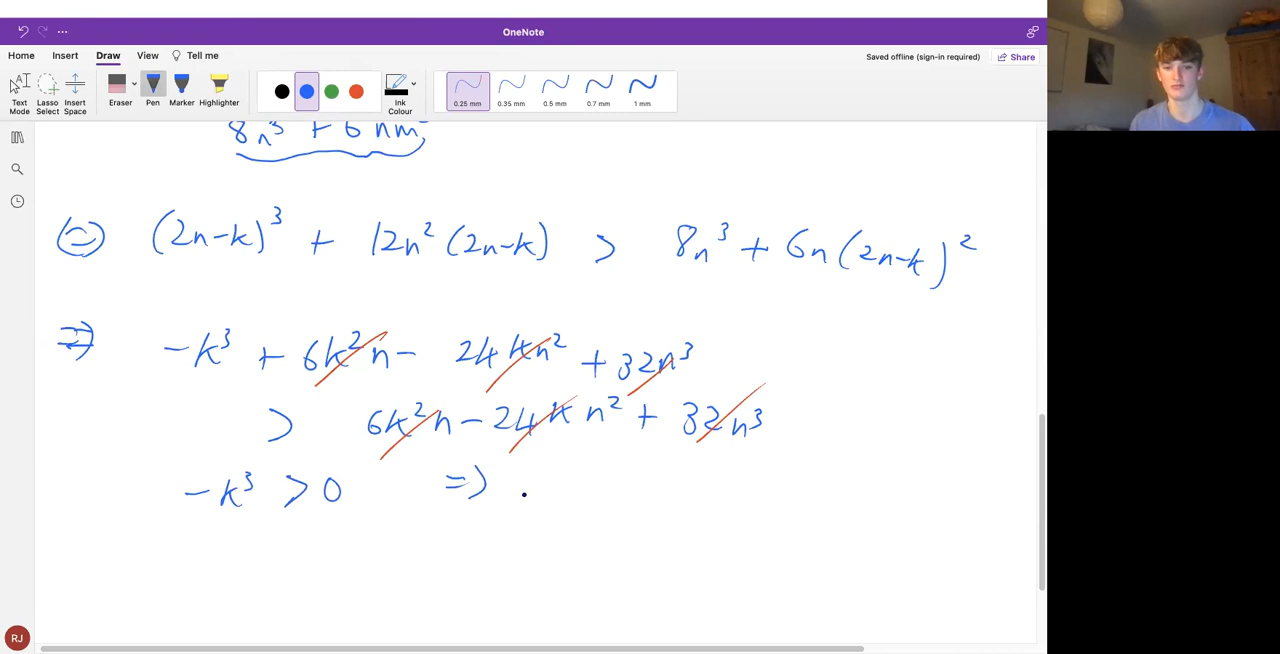 OneNote
Home Insert Draw View Tell me
Saved offline (sign-in required) Share
Text Mode
Lasso Select
Insert Space
Eraser
Pen
Marker
Highlighter
Ink Colour
0.25 mm 0.35 mm 0.5 mm 0.7 mm 1 mm
8n³ + 6nm²
(c) (2n-k)³ + 12n²(2n-k) > 8n³ + 6n(2n-k)²
⇒ -k³ + 6k²n - 24kn² + 32n³
> 6k²n - 24kn² + 32n³
-k³ > 0 ⇒
RJ